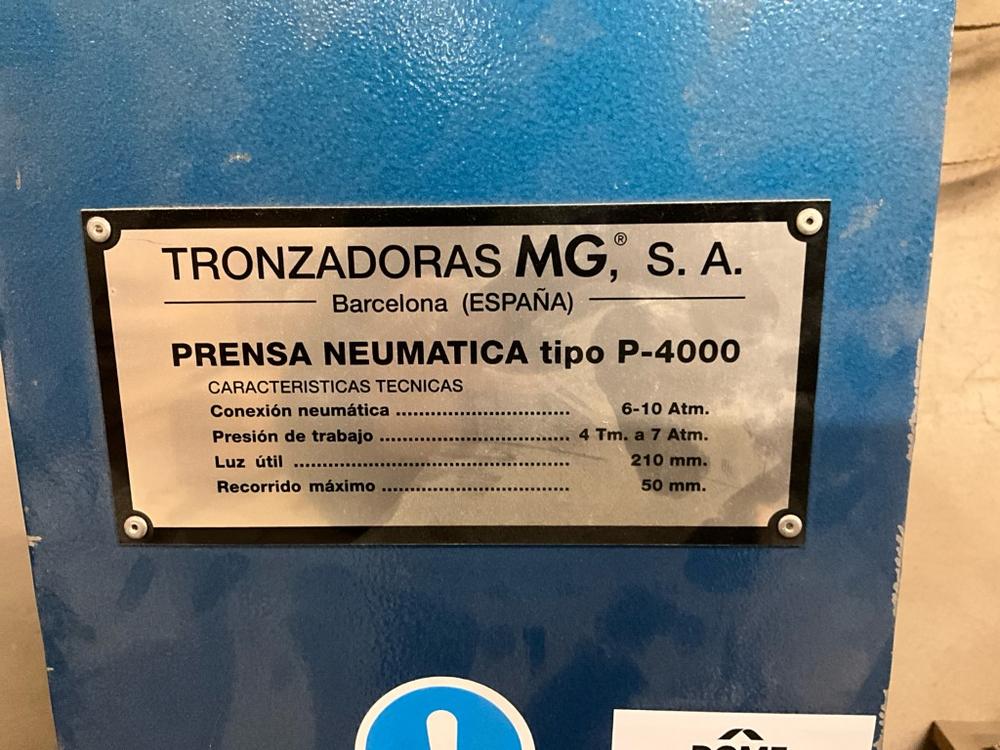 TRONZADORAS MG,® S. A.
Barcelona (ESPAÑA)
PRENSA NEUMATICA tipo P-4000
CARACTERISTICAS TECNICAS
Conexión neumática .............................. 6-10 Atm.
Presión de trabajo ................................. 4 Tm. a 7 Atm.
Luz útil ................................................ 210 mm.
Recorrido máximo ................................ 50 mm.